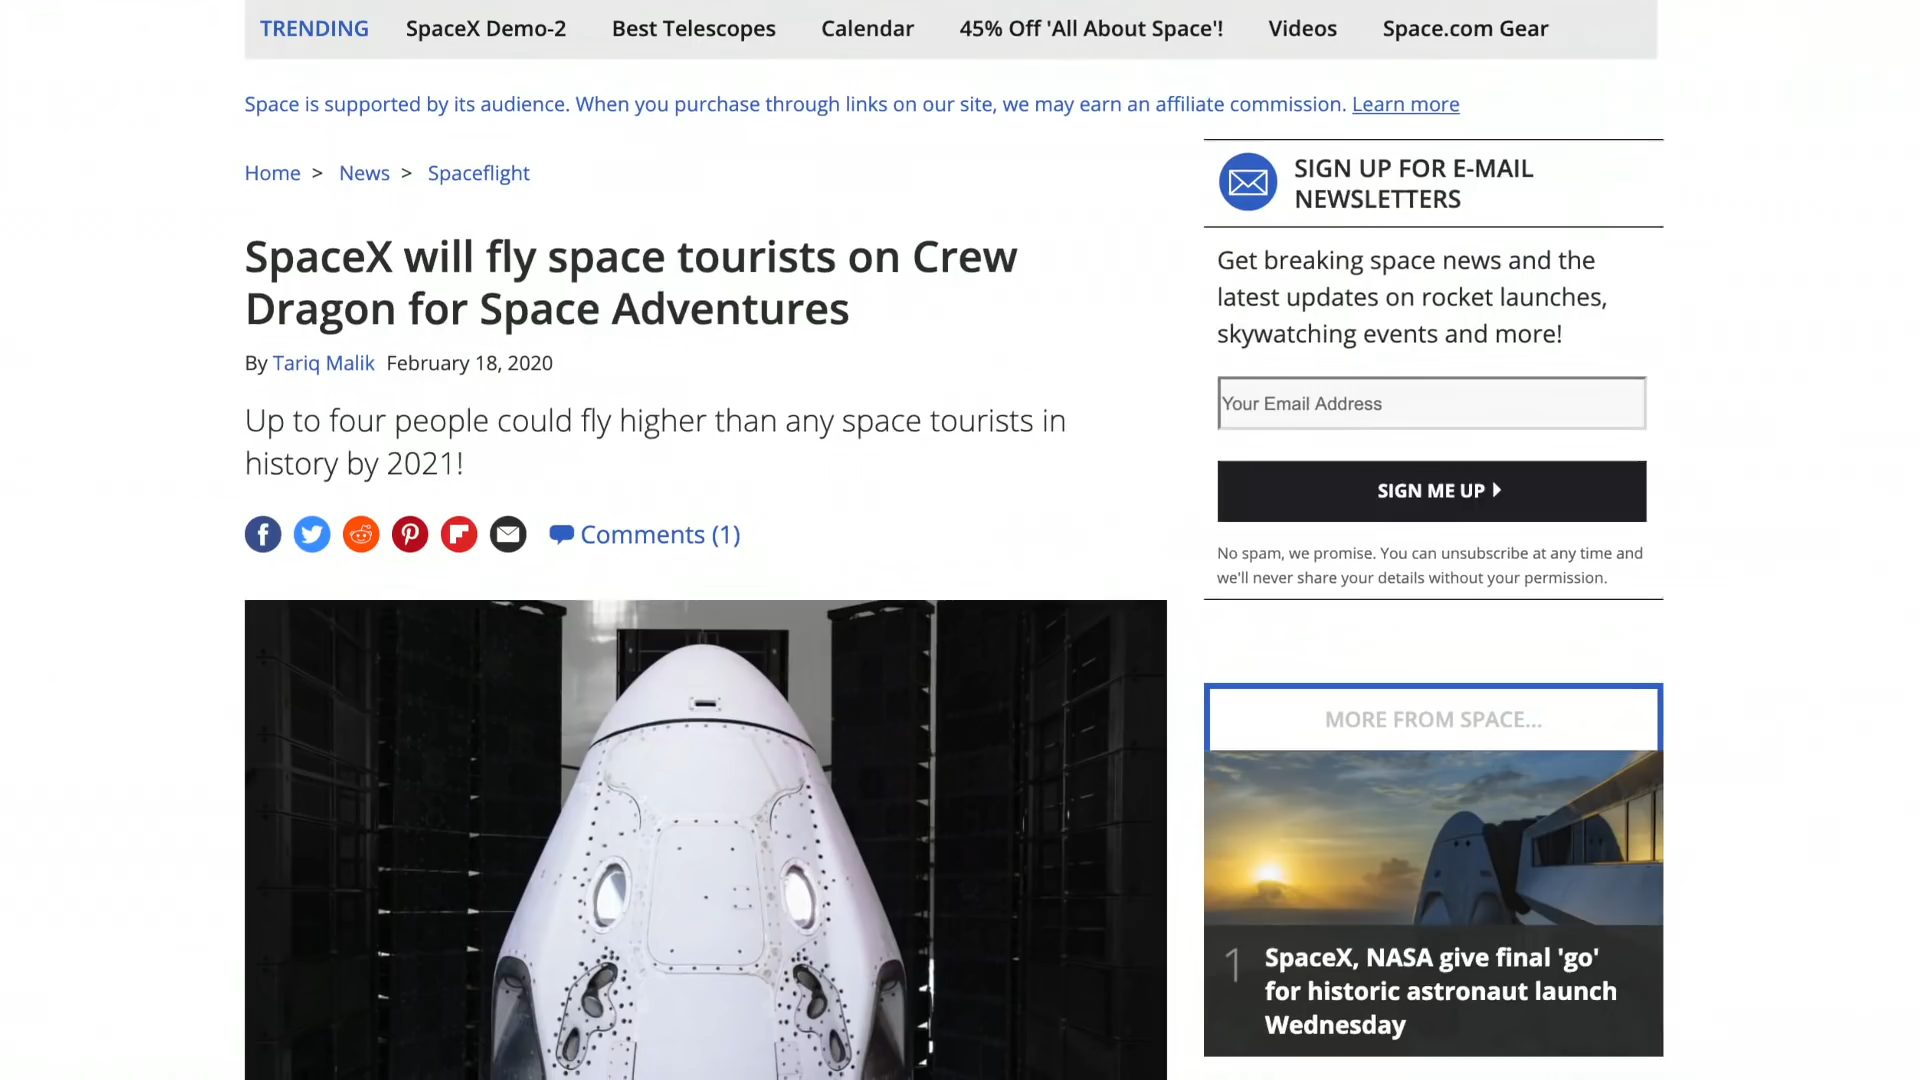 TRENDING SpaceX Demo-2 Best Telescopes Calendar 45% Off 'All About Space'! Videos Space.com Gear
Space is supported by its audience. When you purchase through links on our site, we may earn an affiliate commission. Learn more
Home > News > Spaceflight
SpaceX will fly space tourists on Crew
Dragon for Space Adventures
By Tariq Malik February 18, 2020
Up to four people could fly higher than any space tourists in
history by 2021!
Comments (1)
SIGN UP FOR E-MAIL
NEWSLETTERS
Get breaking space news and the
latest updates on rocket launches,
skywatching events and more!
Your Email Address
SIGN ME UP
No spam, we promise. You can unsubscribe at any time and
we'll never share your details without your permission.
MORE FROM SPACE...
1 SpaceX, NASA give final 'go'
for historic astronaut launch
Wednesday